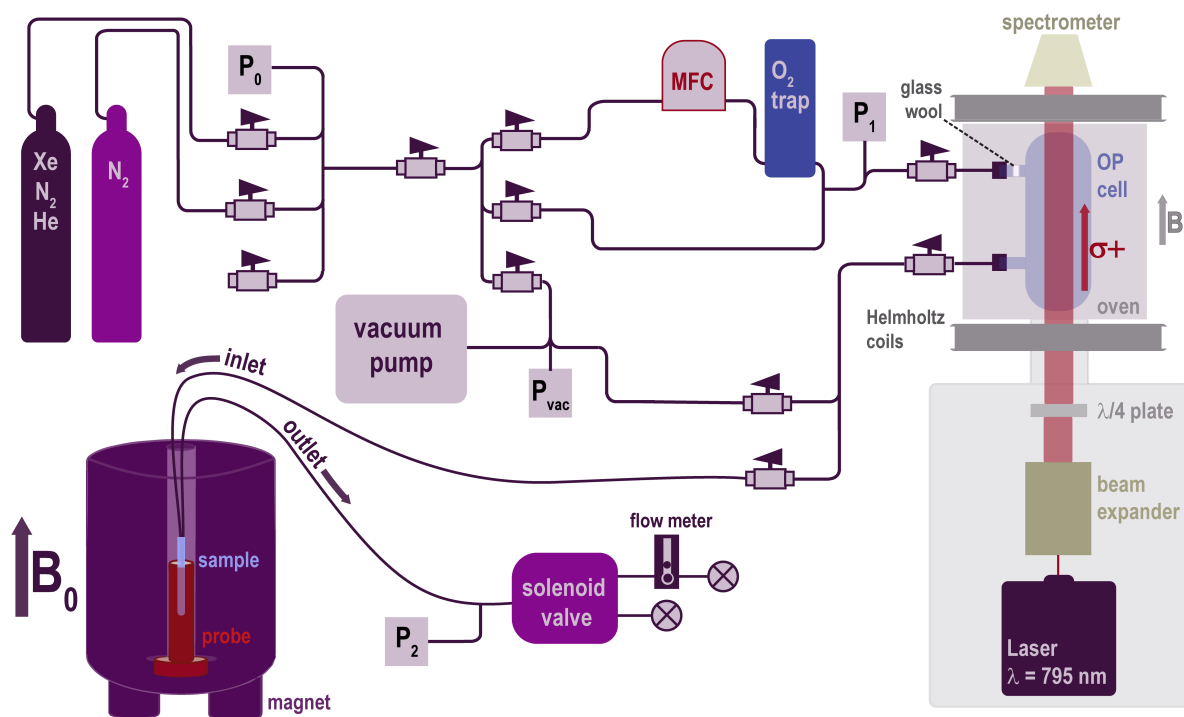 spectrometer
P₀
MFC
O₂
trap
glass
wool
P₁
Xe
N₂
He
N₂
OP
cell
B
σ+
oven
vacuum
pump
Helmholtz
coils
inlet
P_vac
λ/4 plate
outlet
beam
expander
flow meter
B₀
sample
solenoid
valve
probe
P₂
Laser
λ = 795 nm
magnet